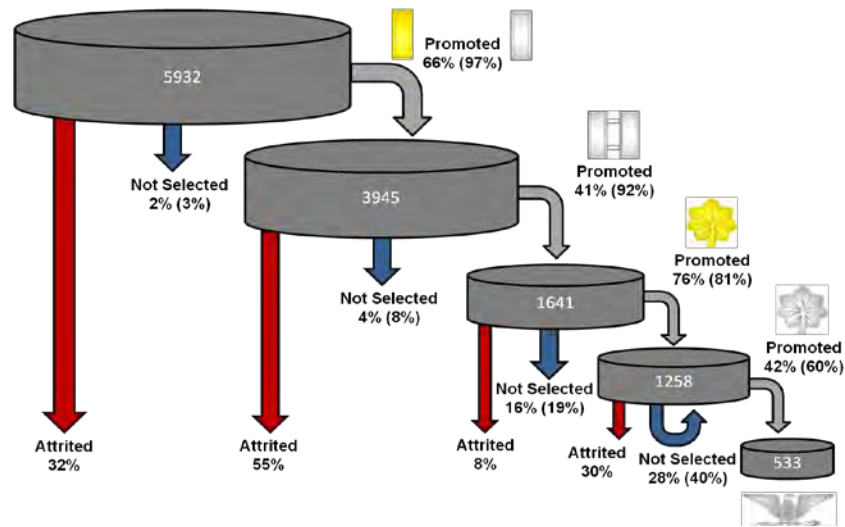 5932
Promoted
66% (97%)
Not Selected
2% (3%)
3945
Promoted
41% (92%)
Not Selected
4% (8%)
1641
Promoted
76% (81%)
Not Selected
16% (19%)
1258
Promoted
42% (60%)
Attrited
32%
Attrited
55%
Attrited
8%
Attrited
30%
Not Selected
28% (40%)
533